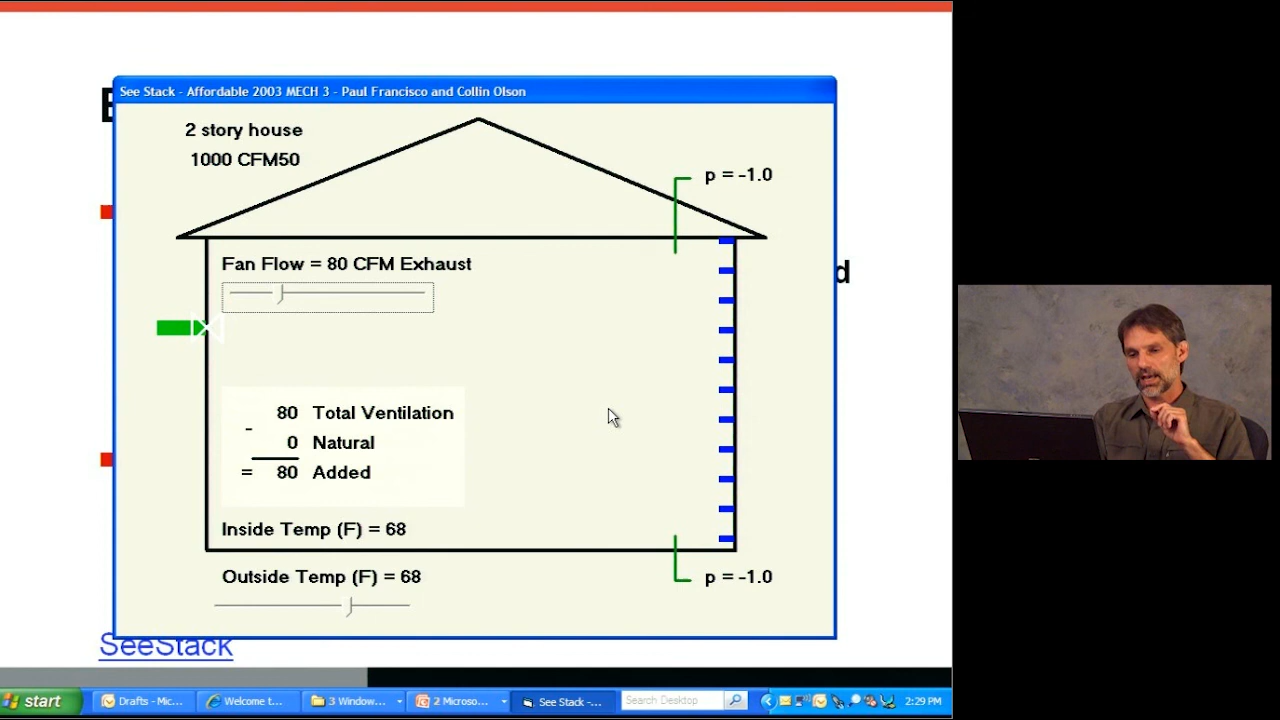 See Stack - Affordable 2003 MECH 3 - Paul Francisco and Collin Olson
2 story house
1000 CFM50
p = -1.0
Fan Flow = 80 CFM Exhaust
d
80 Total Ventilation
- 0 Natural
= 80 Added
Inside Temp (F) = 68
Outside Temp (F) = 68
p = -1.0
SeeStack
start
Drafts - Mic...
Welcome t...
3 Window...
2 Microso...
See Stack -...
Search Desktop
2:29 PM